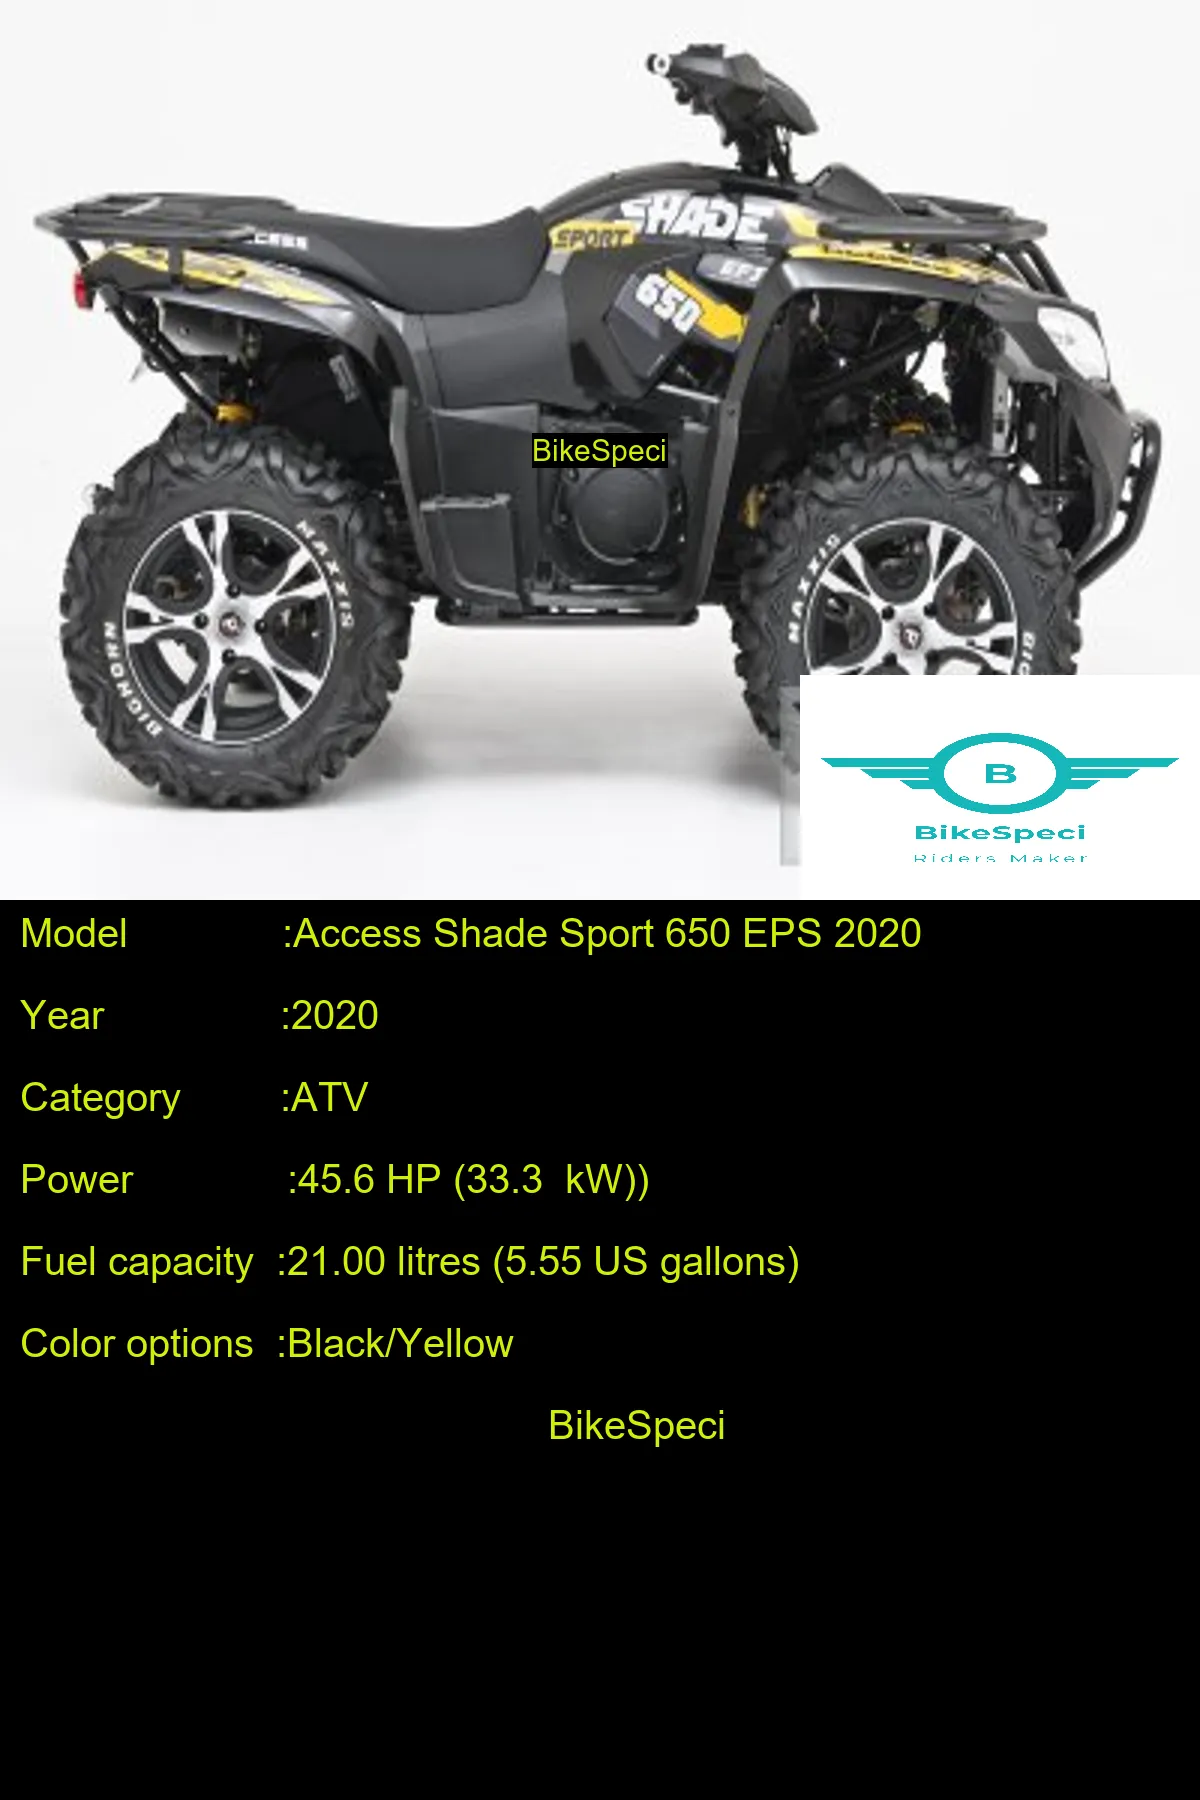 SHADE
SPORT
EFI
650
BikeSpeci
MAXXIS
MAXXIS
BIGHORN
BIG
B
BikeSpeci
Riders Maker
Model :Access Shade Sport 650 EPS 2020
Year :2020
Category :ATV
Power :45.6 HP (33.3 kW))
Fuel capacity :21.00 litres (5.55 US gallons)
Color options :Black/Yellow
BikeSpeci